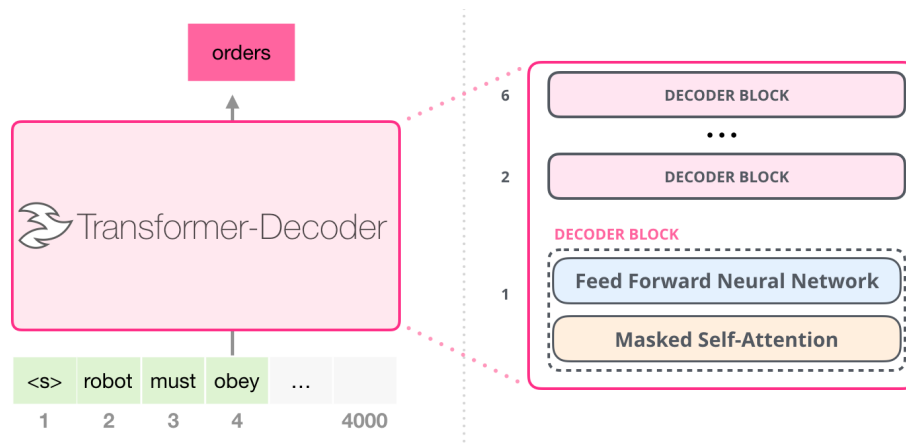 orders
Transformer-Decoder
<s> robot must obey ...
1 2 3 4 4000
6 DECODER BLOCK
...
2 DECODER BLOCK
DECODER BLOCK
1
Feed Forward Neural Network
Masked Self-Attention